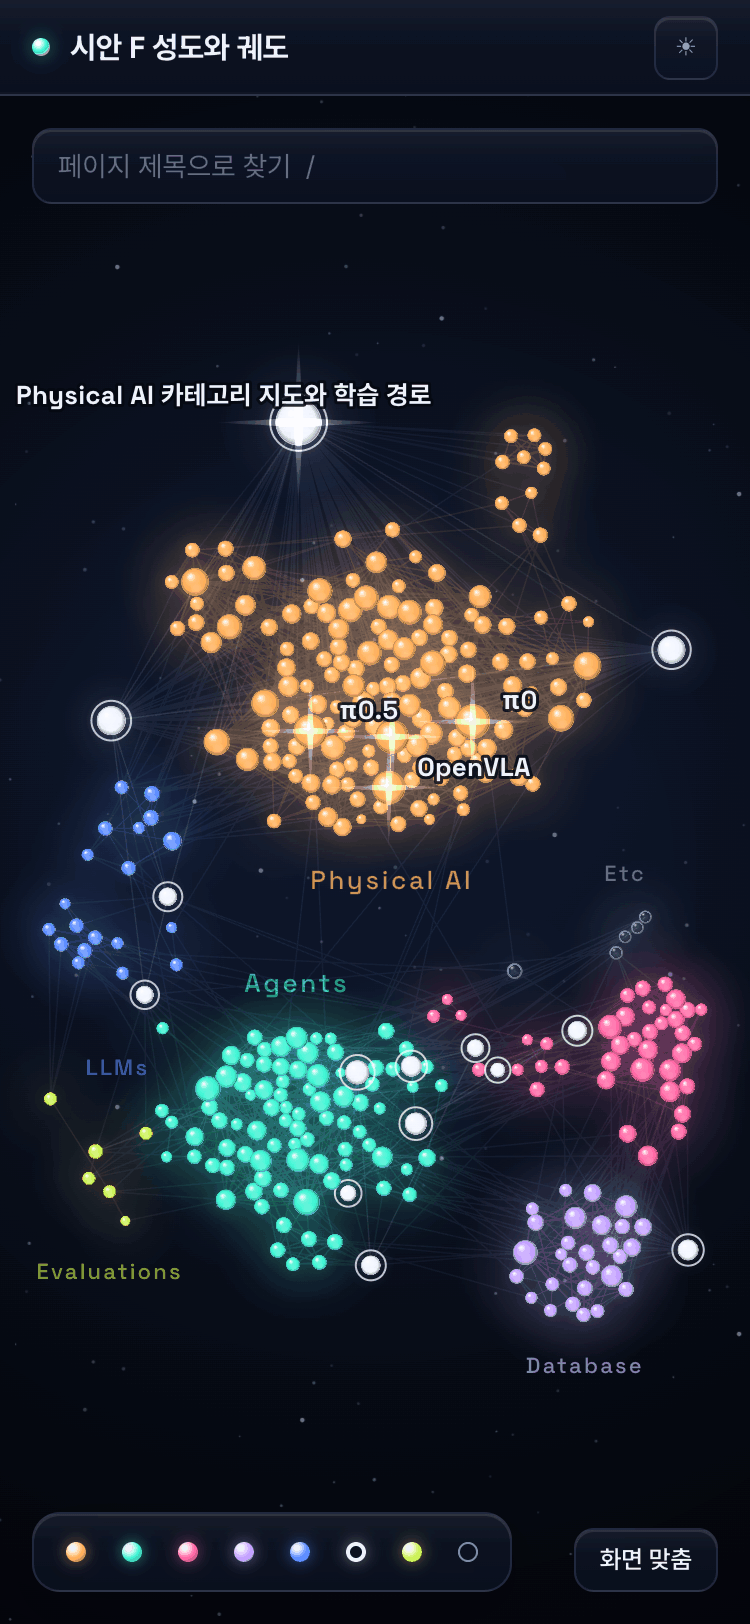 시안 F 성도와 궤도
페이지 제목으로 찾기 /
Physical AI 카테고리 지도와 학습 경로
π0
π0.5
OpenVLA
Physical AI
Etc
Agents
LLMs
Evaluations
Database
화면 맞춤